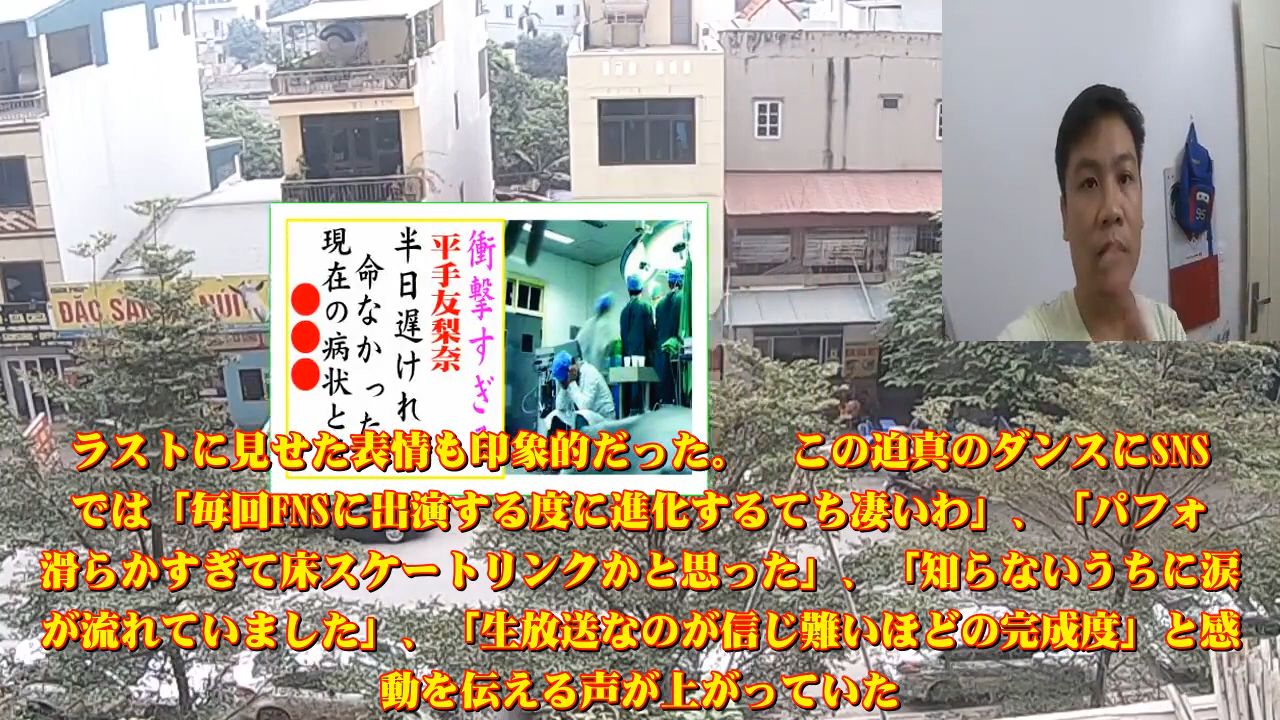 ĐẶC SẢN
NÚI
衝撃すぎ
平手友梨奈
半日遅けれ
命なかった
現在の病状と
●●●
95
ラストに見せた表情も印象的だった。　この迫真のダンスにSNS
では「毎回FNSに出演する度に進化するてち凄いわ」、「パフォ
滑らかすぎて床スケートリンクかと思った」、「知らないうちに涙
が流れていました」、「生放送なのが信じ難いほどの完成度」と感
動を伝える声が上がっていた